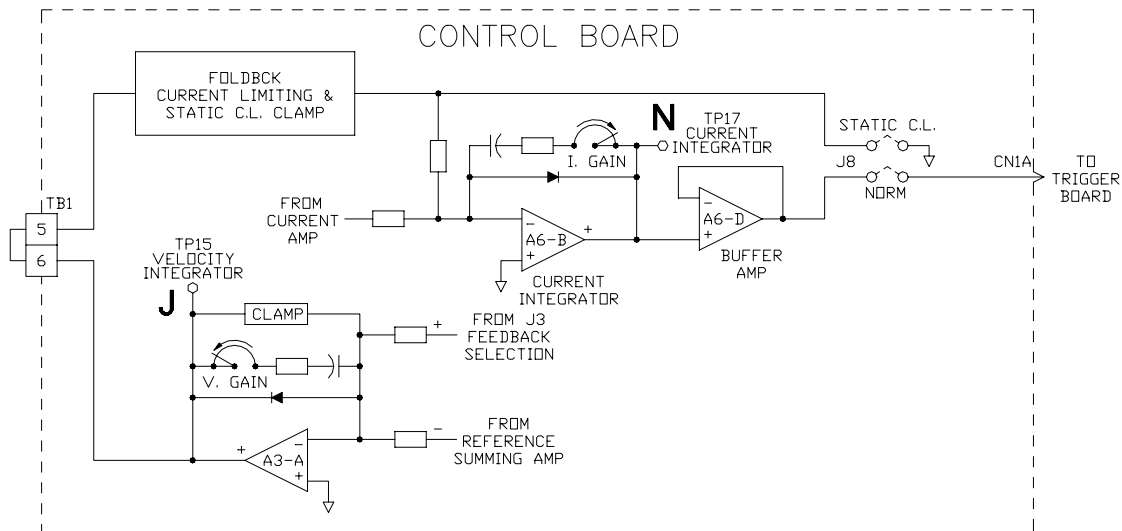 CONTROL BOARD
FOLDBCK
CURRENT LIMITING &
STATIC C.L. CLAMP
N
TP17
CURRENT
INTEGRATOR
I. GAIN
STATIC C.L.
J8
NORM
CN1A
TO
TRIGGER
BOARD
TB1
5
6
FROM
CURRENT
AMP
-
A6-B
+
+
CURRENT
INTEGRATOR
-
A6-D
+
BUFFER
AMP
TP15
VELOCITY
INTEGRATOR
J
CLAMP
+
FROM J3
FEEDBACK
SELECTION
V. GAIN
-
FROM
REFERENCE
SUMMING AMP
+
-
A3-A
+